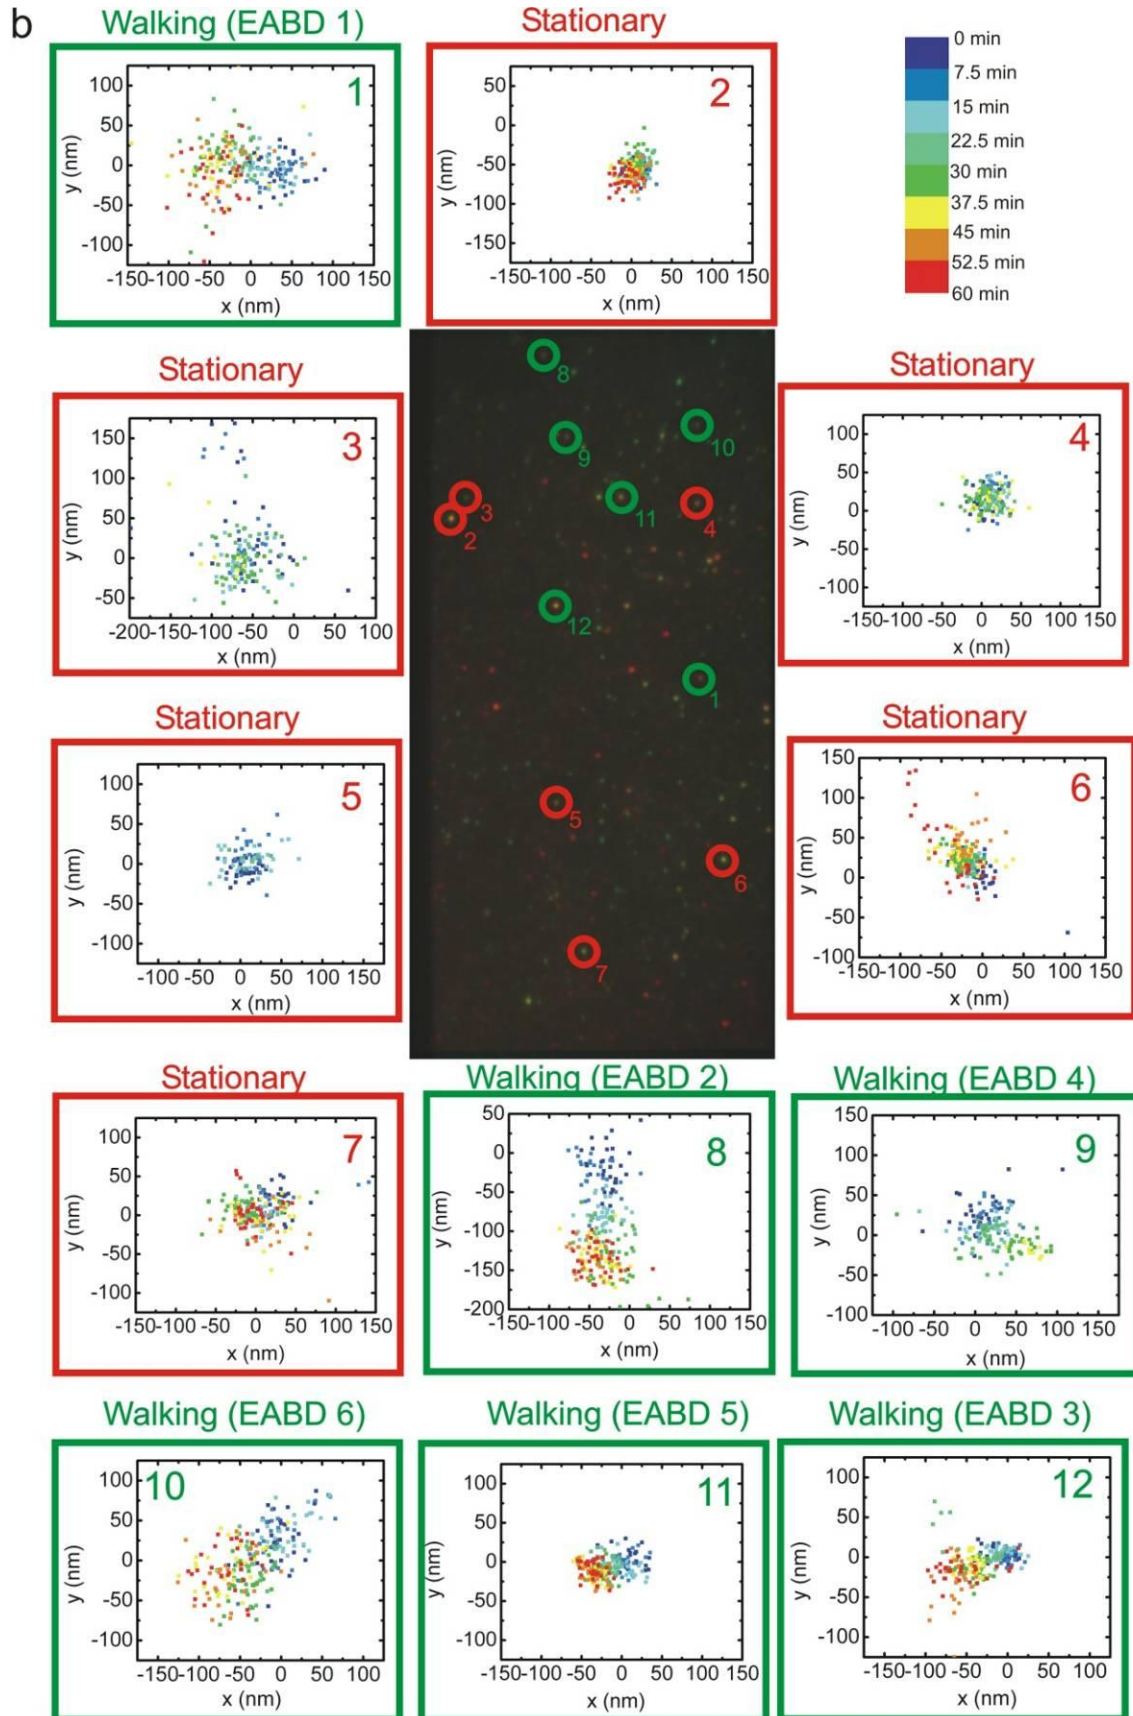 b
Walking (EABD 1)
1
100
50
0
-50
-100
y (nm)
-150-100-50 0 50 100 150
x (nm)
Stationary
2
50
0
-50
-100
-150
y (nm)
-150-100-50 0 50 100 150
x (nm)
0 min
7.5 min
15 min
22.5 min
30 min
37.5 min
45 min
52.5 min
60 min
Stationary
3
150
100
50
0
-50
y (nm)
-200-150-100-50 0 50 100
x (nm)
8
9
10
3
2
11
4
12
1
5
6
7
Stationary
4
100
50
0
-50
-100
y (nm)
-150-100-50 0 50 100 150
x (nm)
Stationary
5
100
50
0
-50
-100
y (nm)
-100 -50 0 50 100 150
x (nm)
Stationary
6
150
100
50
0
-50
-100
y (nm)
-150-100-50 0 50 100 150
x (nm)
Stationary
7
100
50
0
-50
-100
y (nm)
-150-100-50 0 50 100 150
x (nm)
Walking (EABD 2)
8
50
0
-50
-100
-150
-200
y (nm)
-150-100-50 0 50 100 150
x (nm)
Walking (EABD 4)
9
150
100
50
0
-50
-100
y (nm)
-100 -50 0 50 100 150
x (nm)
Walking (EABD 6)
10
100
50
0
-50
-100
y (nm)
-150-100 -50 0 50 100
x (nm)
Walking (EABD 5)
11
100
50
0
-50
-100
y (nm)
-150-100-50 0 50 100 150
x (nm)
Walking (EABD 3)
12
100
50
0
-50
-100
y (nm)
-150-100 -50 0 50 100
x (nm)